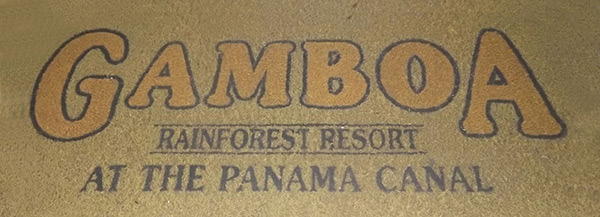 GAMBOA
RAINFOREST RESORT
AT THE PANAMA CANAL